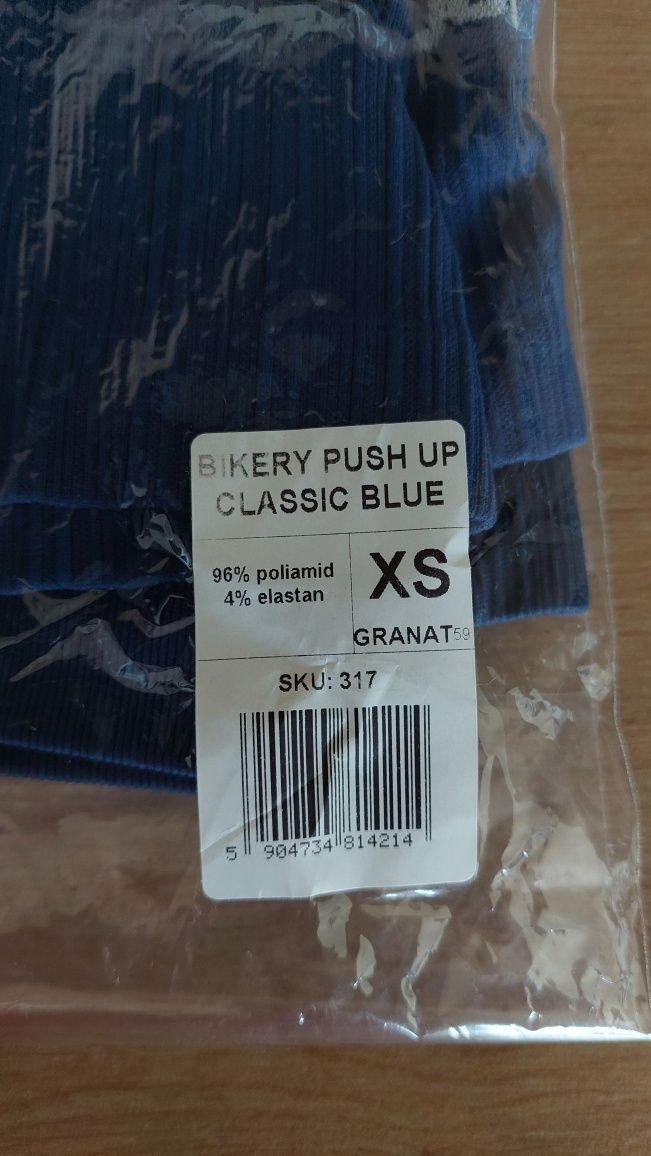 BIKERY PUSH UP
CLASSIC BLUE
96% poliamid
4% elastan
XS
GRANAT59
SKU: 317
5 904734 814214